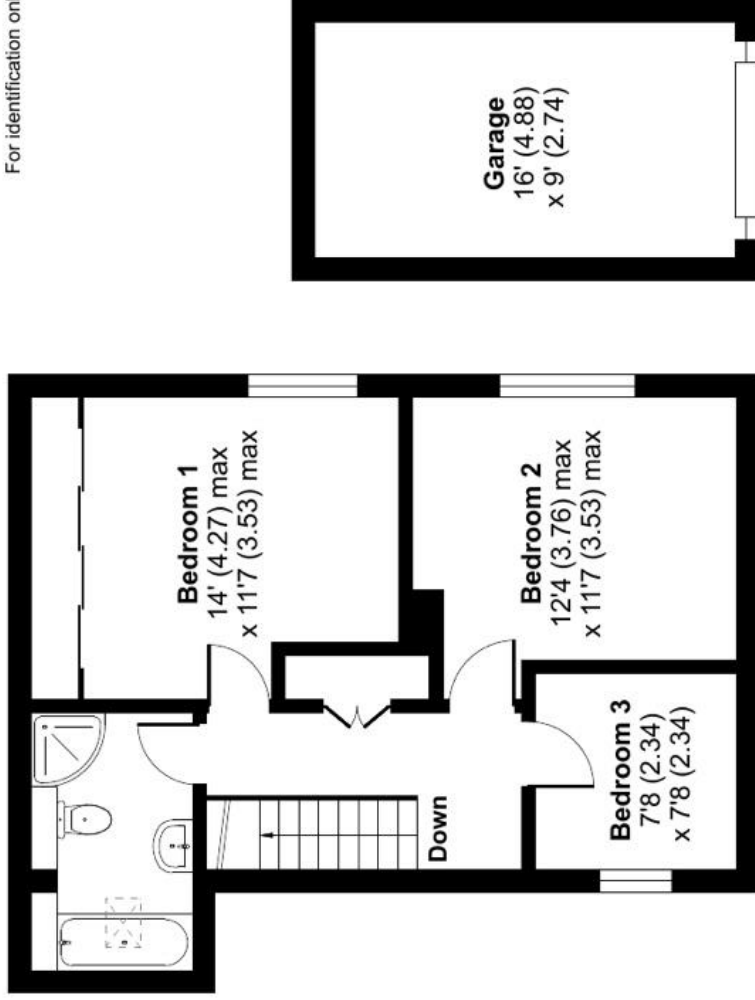 For identification onl
Garage
16' (4.88)
x 9' (2.74)
Bedroom 1
14' (4.27) max
x 11'7 (3.53) max
Bedroom 2
12'4 (3.76) max
x 11'7 (3.53) max
Bedroom 3
7'8 (2.34)
x 7'8 (2.34)
Down